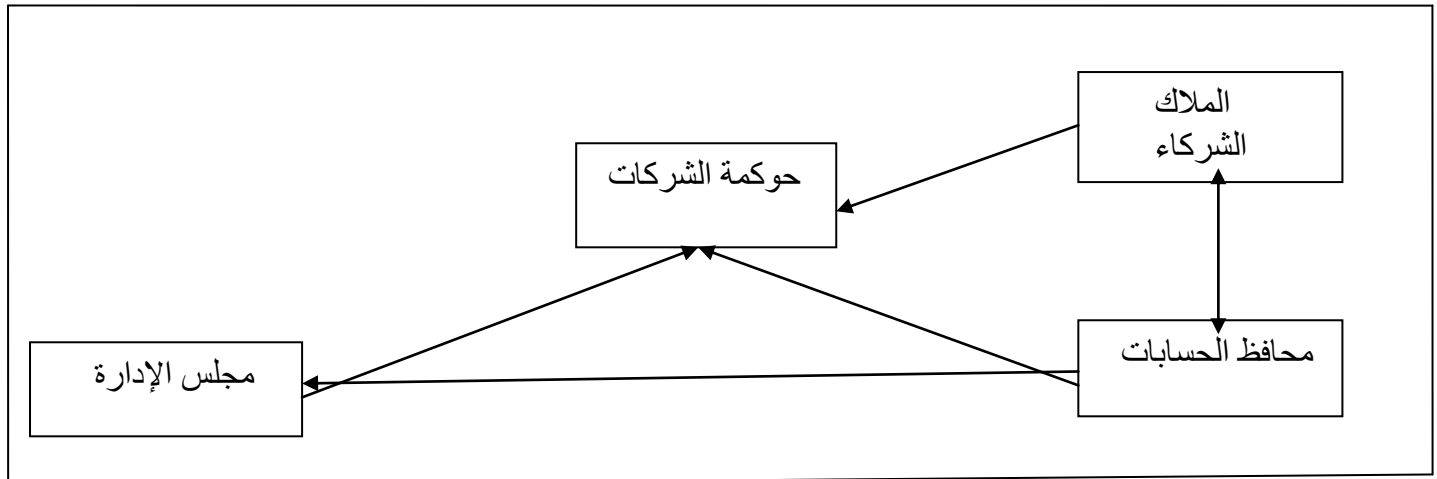 الملاك
الشركاء
حوكمة الشركات
محافظ الحسابات
مجلس الإدارة